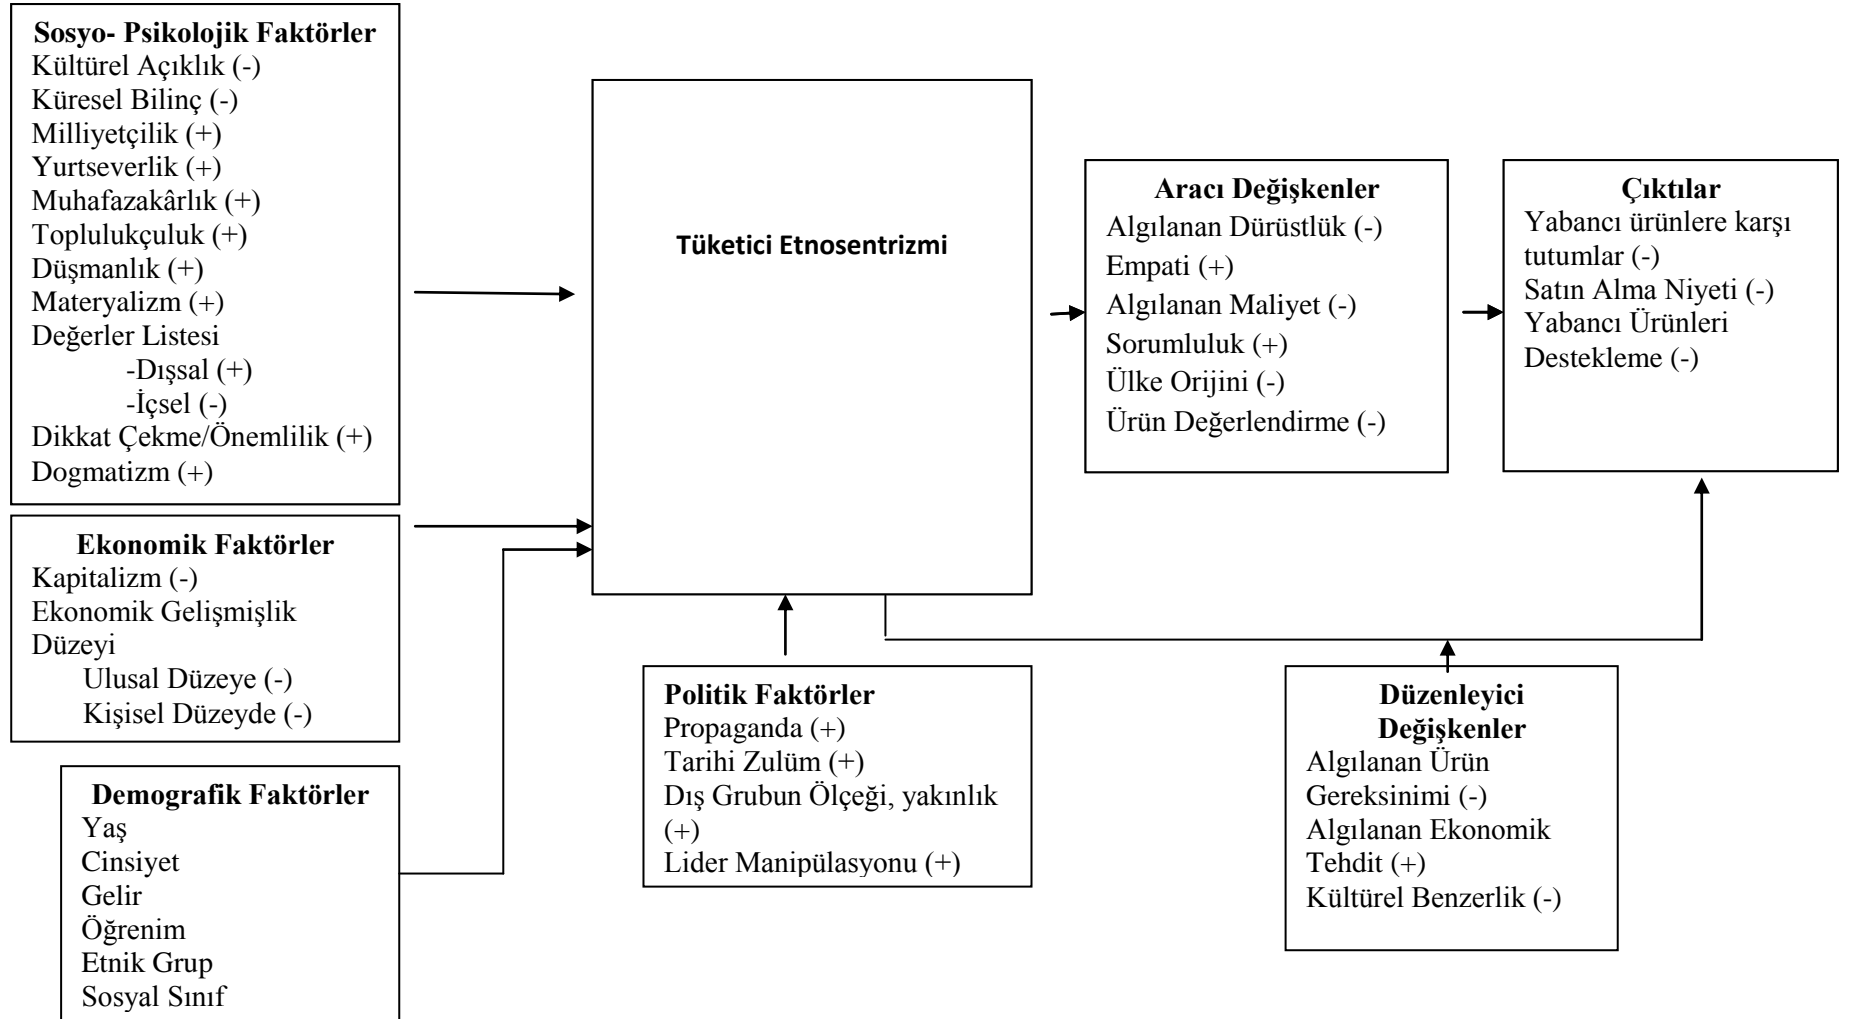 Sosyo- Psikolojik Faktörler
Kültürel Açıklık (-)
Küresel Bilinç (-)
Milliyetçilik (+)
Yurtseverlik (+)
Muhafazakârlık (+)
Toplulukçuluk (+)
Düşmanlık (+)
Materyalizm (+)
Değerler Listesi
-Dışsal (+)
-İçsel (-)
Dikkat Çekme/Önemlilik (+)
Dogmatizm (+)
Ekonomik Faktörler
Kapitalizm (-)
Ekonomik Gelişmişlik
Düzeyi
Ulusal Düzeye (-)
Kişisel Düzeyde (-)
Demografik Faktörler
Yaş
Cinsiyet
Gelir
Öğrenim
Etnik Grup
Sosyal Sınıf
Tüketici Etnosentrizmi
Politik Faktörler
Propaganda (+)
Tarihi Zulüm (+)
Dış Grubun Ölçeği, yakınlık
(+)
Lider Manipülasyonu (+)
Aracı Değişkenler
Algılanan Dürüstlük (-)
Empati (+)
Algılanan Maliyet (-)
Sorumluluk (+)
Ülke Orijini (-)
Ürün Değerlendirme (-)
Çıktılar
Yabancı ürünlere karşı
tutumlar (-)
Satın Alma Niyeti (-)
Yabancı Ürünleri
Destekleme (-)
Düzenleyici
Değişkenler
Algılanan Ürün
Gereksinimi (-)
Algılanan Ekonomik
Tehdit (+)
Kültürel Benzerlik (-)